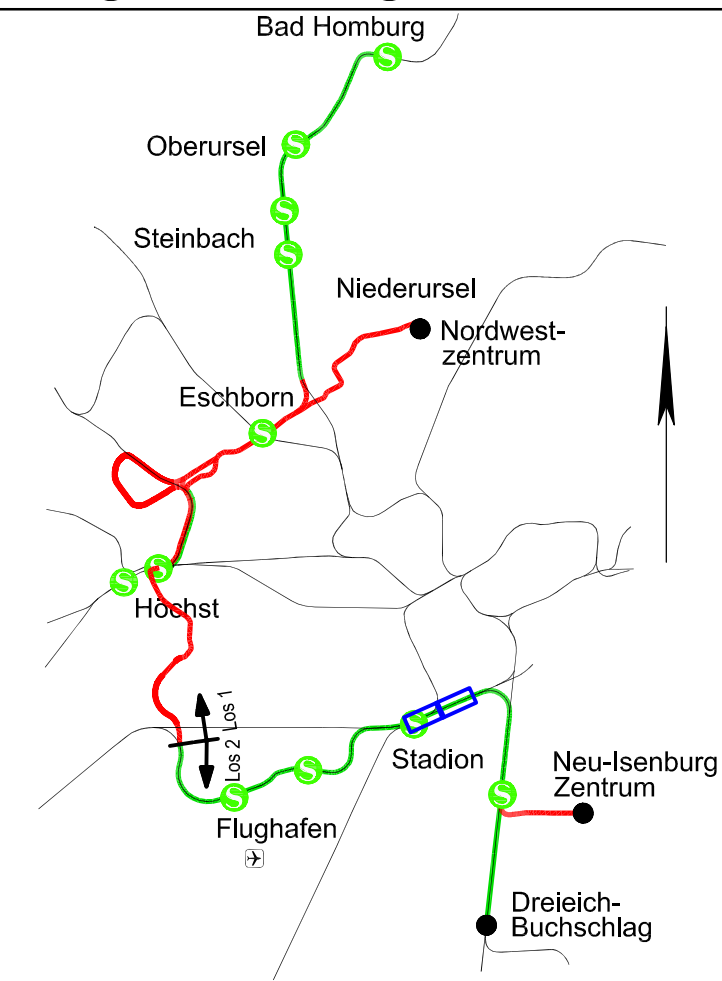 Bad Homburg
S
Oberursel
S
S
Steinbach
S
Niederursel
Nordwest-
zentrum
Eschborn
S
S
S
Höchst
Los 1
Los 2
S
Stadion
S
S
Flughafen
Neu-Isenburg
Zentrum
S
Dreieich-
Buchschlag